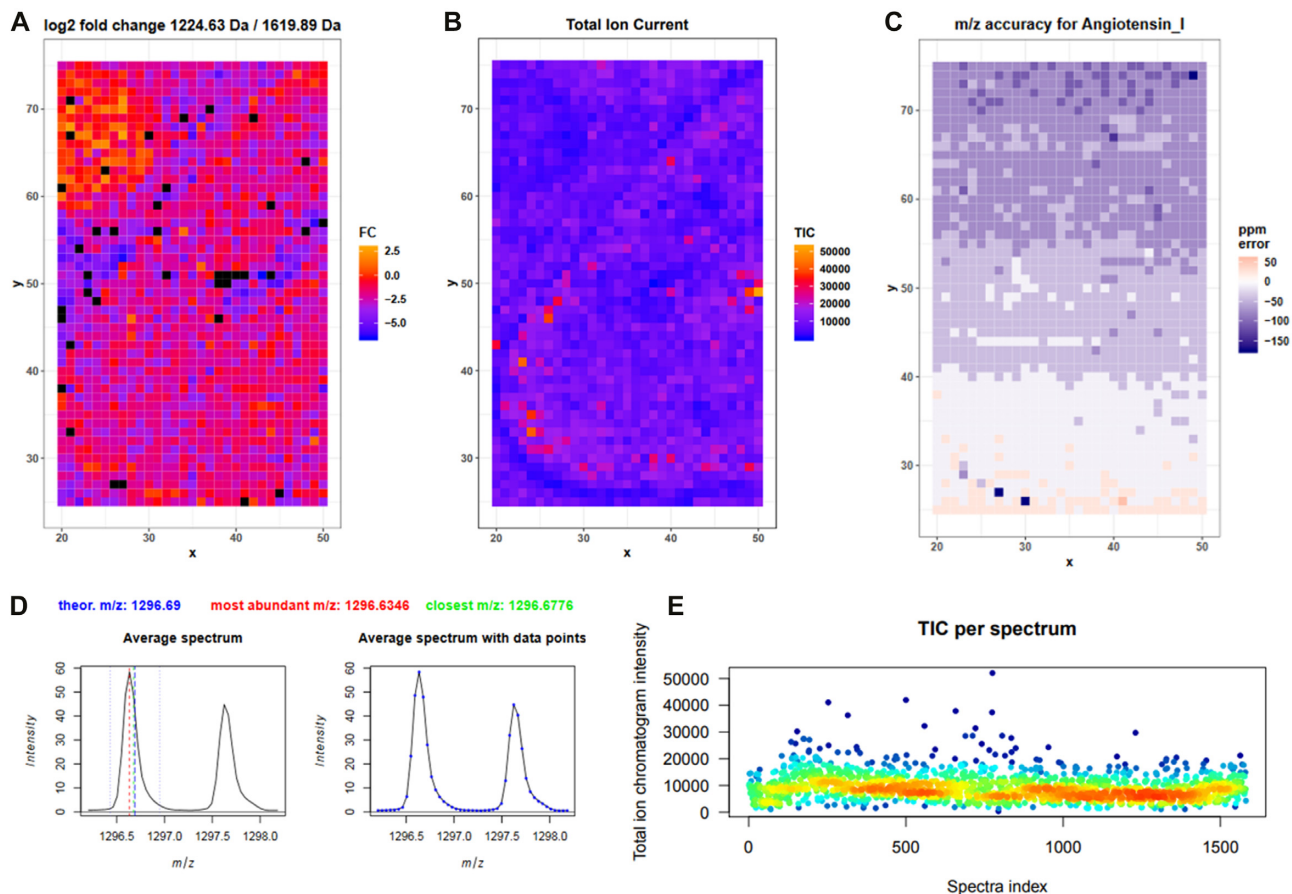 A
log2 fold change 1224.63 Da / 1619.89 Da
70
60
50
40
30
y
20
30
40
50
x
FC
2.5
0.0
−2.5
−5.0
B
Total Ion Current
70
60
50
40
30
y
20
30
40
50
x
TIC
50000
40000
30000
20000
10000
C
m/z accuracy for Angiotensin_I
70
60
50
40
30
y
20
30
40
50
x
ppm
error
50
0
−50
−100
−150
D
theor. m/z: 1296.69
most abundant m/z: 1296.6346
closest m/z: 1296.6776
Average spectrum
60
50
40
30
20
10
0
Intensity
1296.5
1297.0
1297.5
1298.0
m/z
Average spectrum with data points
60
50
40
30
20
10
0
Intensity
1296.5
1297.0
1297.5
1298.0
m/z
E
TIC per spectrum
Total ion chromatogram intensity
50000
40000
30000
20000
10000
0
0
500
1000
1500
Spectra index